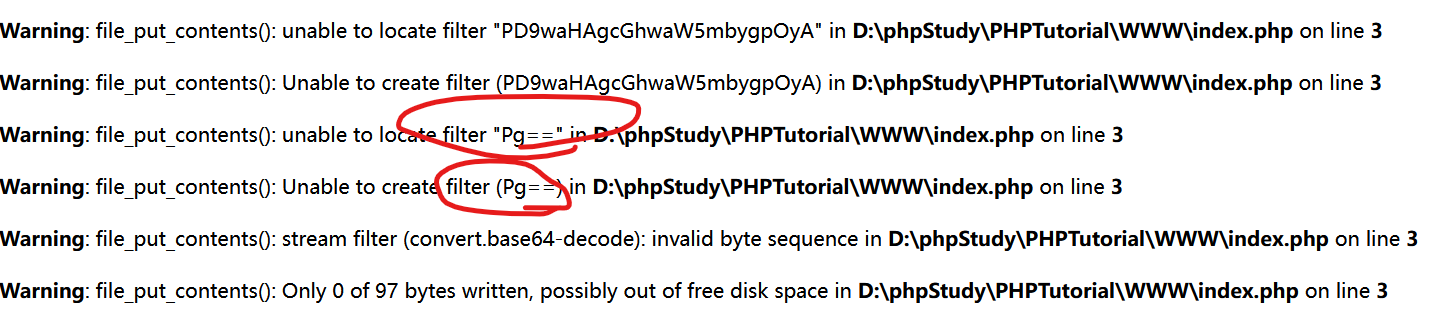 Warning: file_put_contents(): unable to locate filter "PD9waHAgcGhwaW5mbygpOyA" in D:\phpStudy\PHPTutorial\WWW\index.php on line 3
Warning: file_put_contents(): Unable to create filter (PD9waHAgcGhwaW5mbygpOyA) in D:\phpStudy\PHPTutorial\WWW\index.php on line 3
Warning: file_put_contents(): unable to locate filter "Pg==" in D:\phpStudy\PHPTutorial\WWW\index.php on line 3
Warning: file_put_contents(): Unable to create filter (Pg==) in D:\phpStudy\PHPTutorial\WWW\index.php on line 3
Warning: file_put_contents(): stream filter (convert.base64-decode): invalid byte sequence in D:\phpStudy\PHPTutorial\WWW\index.php on line 3
Warning: file_put_contents(): Only 0 of 97 bytes written, possibly out of free disk space in D:\phpStudy\PHPTutorial\WWW\index.php on line 3